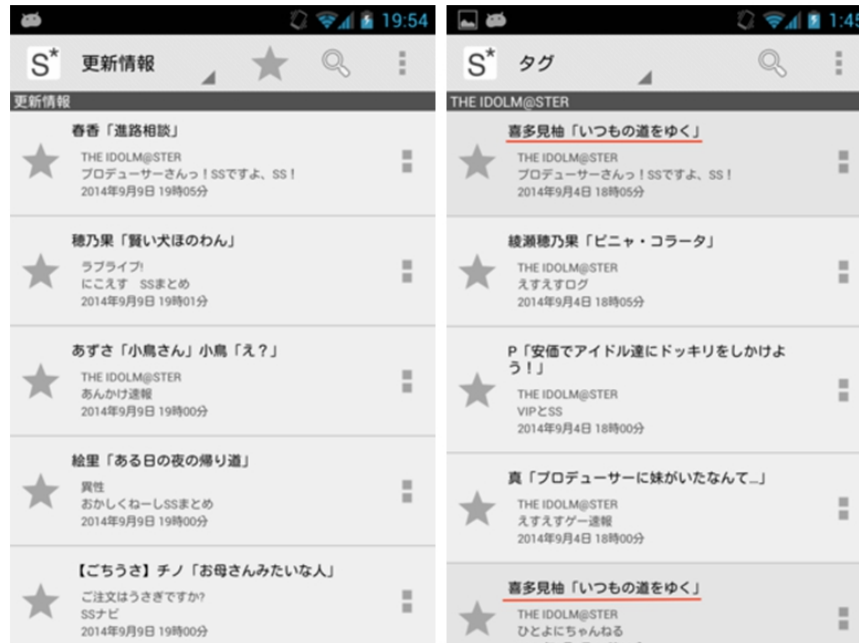 19:54
S* 更新情報
更新情報
春香「進路相談」
THE IDOLM@STER
プロデューサーさんっ！SSですよ、SS！
2014年9月9日 19時05分
穂乃果「賢い犬ほのわん」
ラブライブ!
にこえす　SSまとめ
2014年9月9日 19時01分
あずさ「小鳥さん」小鳥「え？」
THE IDOLM@STER
あんかけ速報
2014年9月9日 19時00分
絵里「ある日の夜の帰り道」
異性
おかしくねーしSSまとめ
2014年9月9日 19時00分
【ごちうさ】チノ「お母さんみたいな人」
ご注文はうさぎですか?
SSナビ
2014年9月9日 19時00分
1:45
S* タグ
THE IDOLM@STER
喜多見柚「いつもの道をゆく」
THE IDOLM@STER
プロデューサーさんっ！SSですよ、SS！
2014年9月4日 18時05分
綾瀬穂乃果「ピニャ・コラータ」
THE IDOLM@STER
えすえすログ
2014年9月4日 18時05分
P「安価でアイドル達にドッキリをしかけよ
う！」
THE IDOLM@STER
VIPとSS
2014年9月4日 18時00分
真「プロデューサーに妹がいたなんて…」
THE IDOLM@STER
えすえすゲー速報
2014年9月4日 18時00分
喜多見柚「いつもの道をゆく」
THE IDOLM@STER
ひとよにちゃんねる